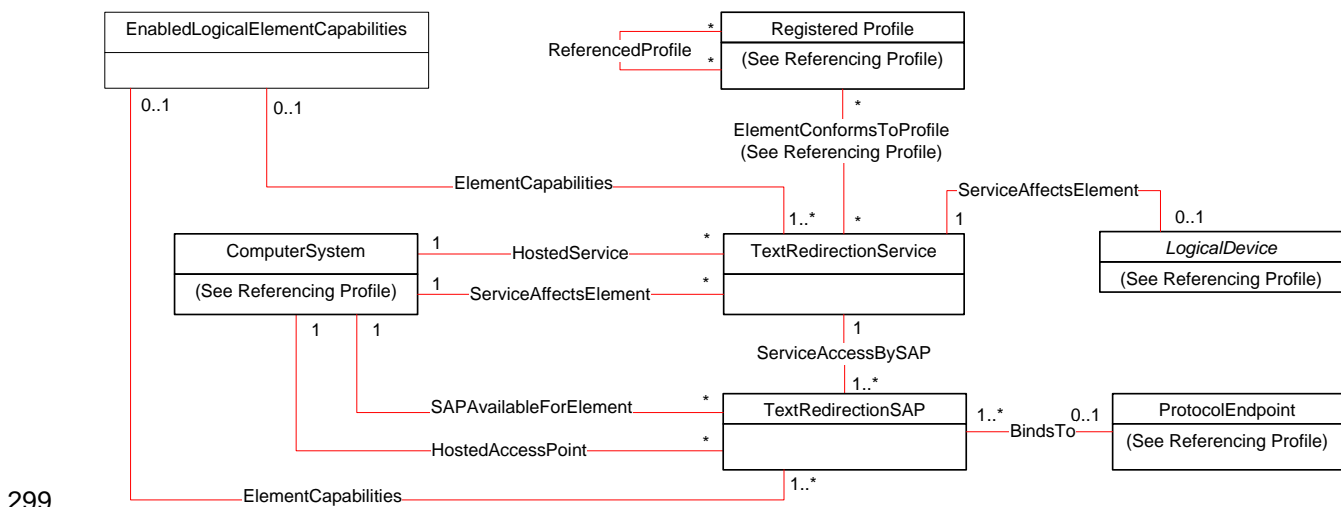 EnabledLogicalElementCapabilities
Registered Profile
(See Referencing Profile)
ReferencedProfile
*
*
0..1
0..1
*
ElementConformsToProfile
(See Referencing Profile)
ElementCapabilities
ServiceAffectsElement
1..*
*
1
0..1
ComputerSystem
(See Referencing Profile)
1
HostedService
*
TextRedirectionService
LogicalDevice
(See Referencing Profile)
1
ServiceAffectsElement
*
1
1
1
ServiceAccessBySAP
1..*
SAPAvailableForElement
*
TextRedirectionSAP
1..*
0..1
BindsTo
ProtocolEndpoint
(See Referencing Profile)
HostedAccessPoint
*
1..*
ElementCapabilities
299